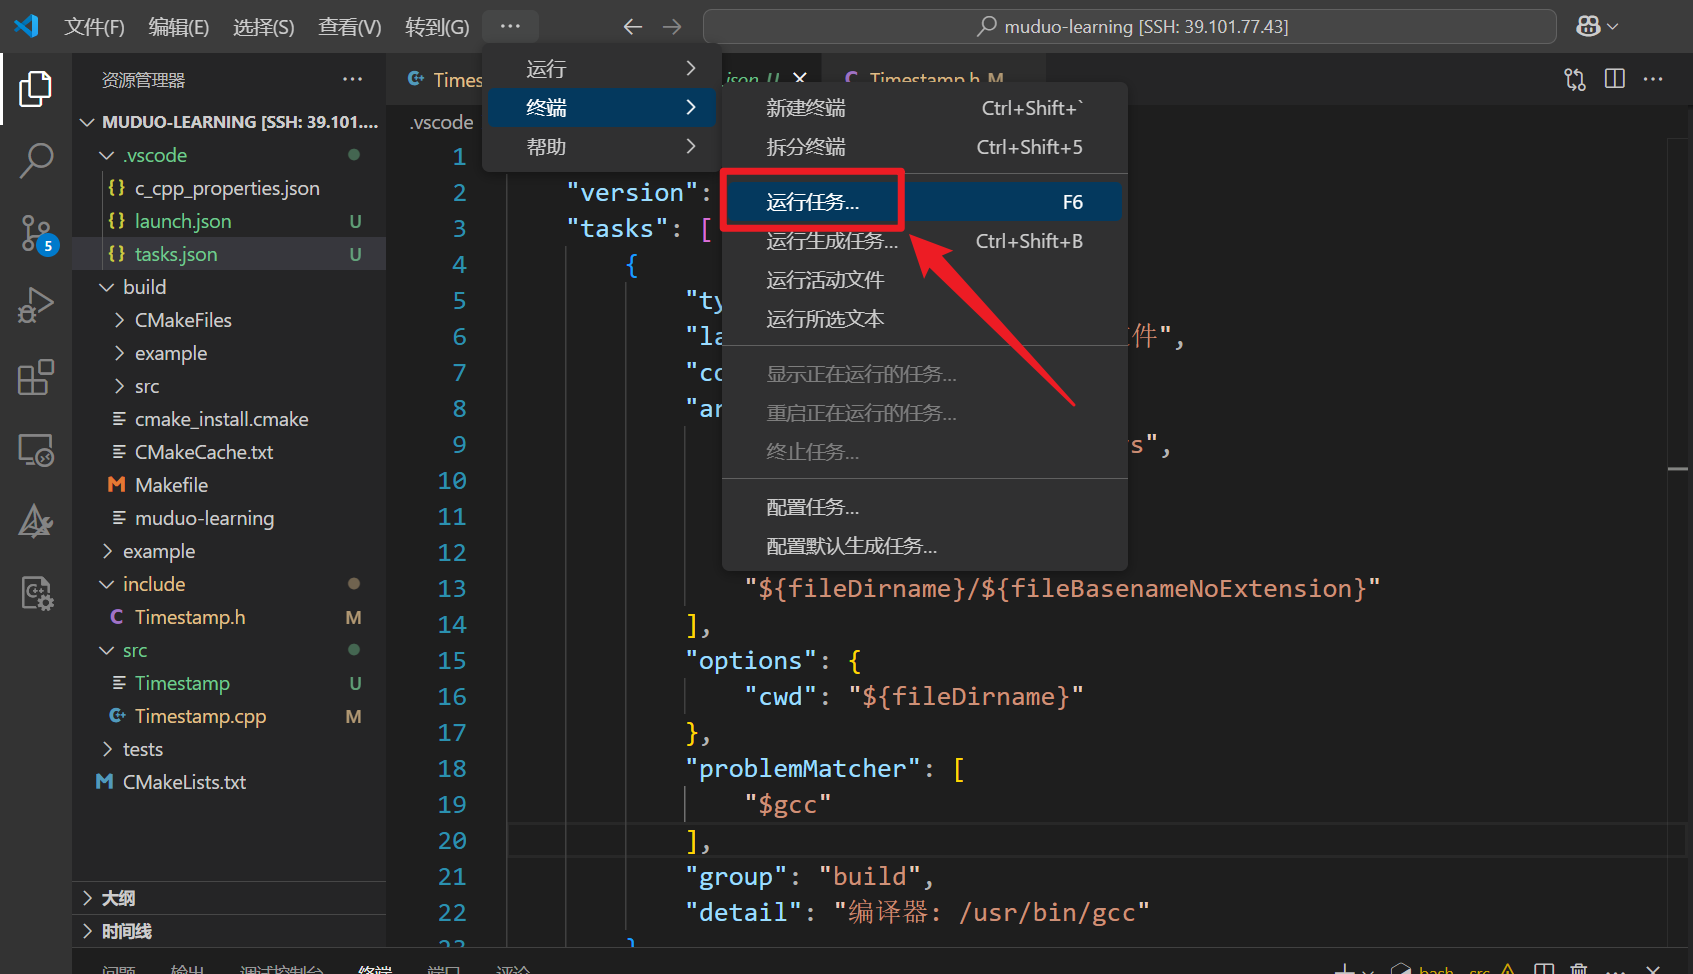 文件(F) 编辑(E) 选择(S) 查看(V) 转到(G) ··· muduo-learning [SSH: 39.101.77.43]
资源管理器 ···
MUDUO-LEARNING [SSH: 39.101....
.vscode
c_cpp_properties.json
launch.json U
tasks.json U
build
CMakeFiles
example
src
cmake_install.cmake
CMakeCache.txt
Makefile
muduo-learning
example
include
Timestamp.h M
src
Timestamp U
Timestamp.cpp M
tests
CMakeLists.txt
大纲
时间线
5
Times
.json U
Timestamp.h M
.vscode
运行
终端
帮助
新建终端 Ctrl+Shift+`
拆分终端 Ctrl+Shift+5
运行任务... F6
运行生成任务... Ctrl+Shift+B
运行活动文件
运行所选文本
显示正在运行的任务...
重启正在运行的任务...
终止任务...
配置任务...
配置默认生成任务...
1
2 "version":
3 "tasks": [
4 {
5 "ty
6 "la 件",
7 "co
8 "ar
9 s",
10
11
12
13 "${fileDirname}/${fileBasenameNoExtension}"
14 ],
15 "options": {
16 "cwd": "${fileDirname}"
17 },
18 "problemMatcher": [
19 "$gcc"
20 ],
21 "group": "build",
22 "detail": "编译器: /usr/bin/gcc"
23 }
问题 输出 调试控制台 终端 端口 评论 bash - src